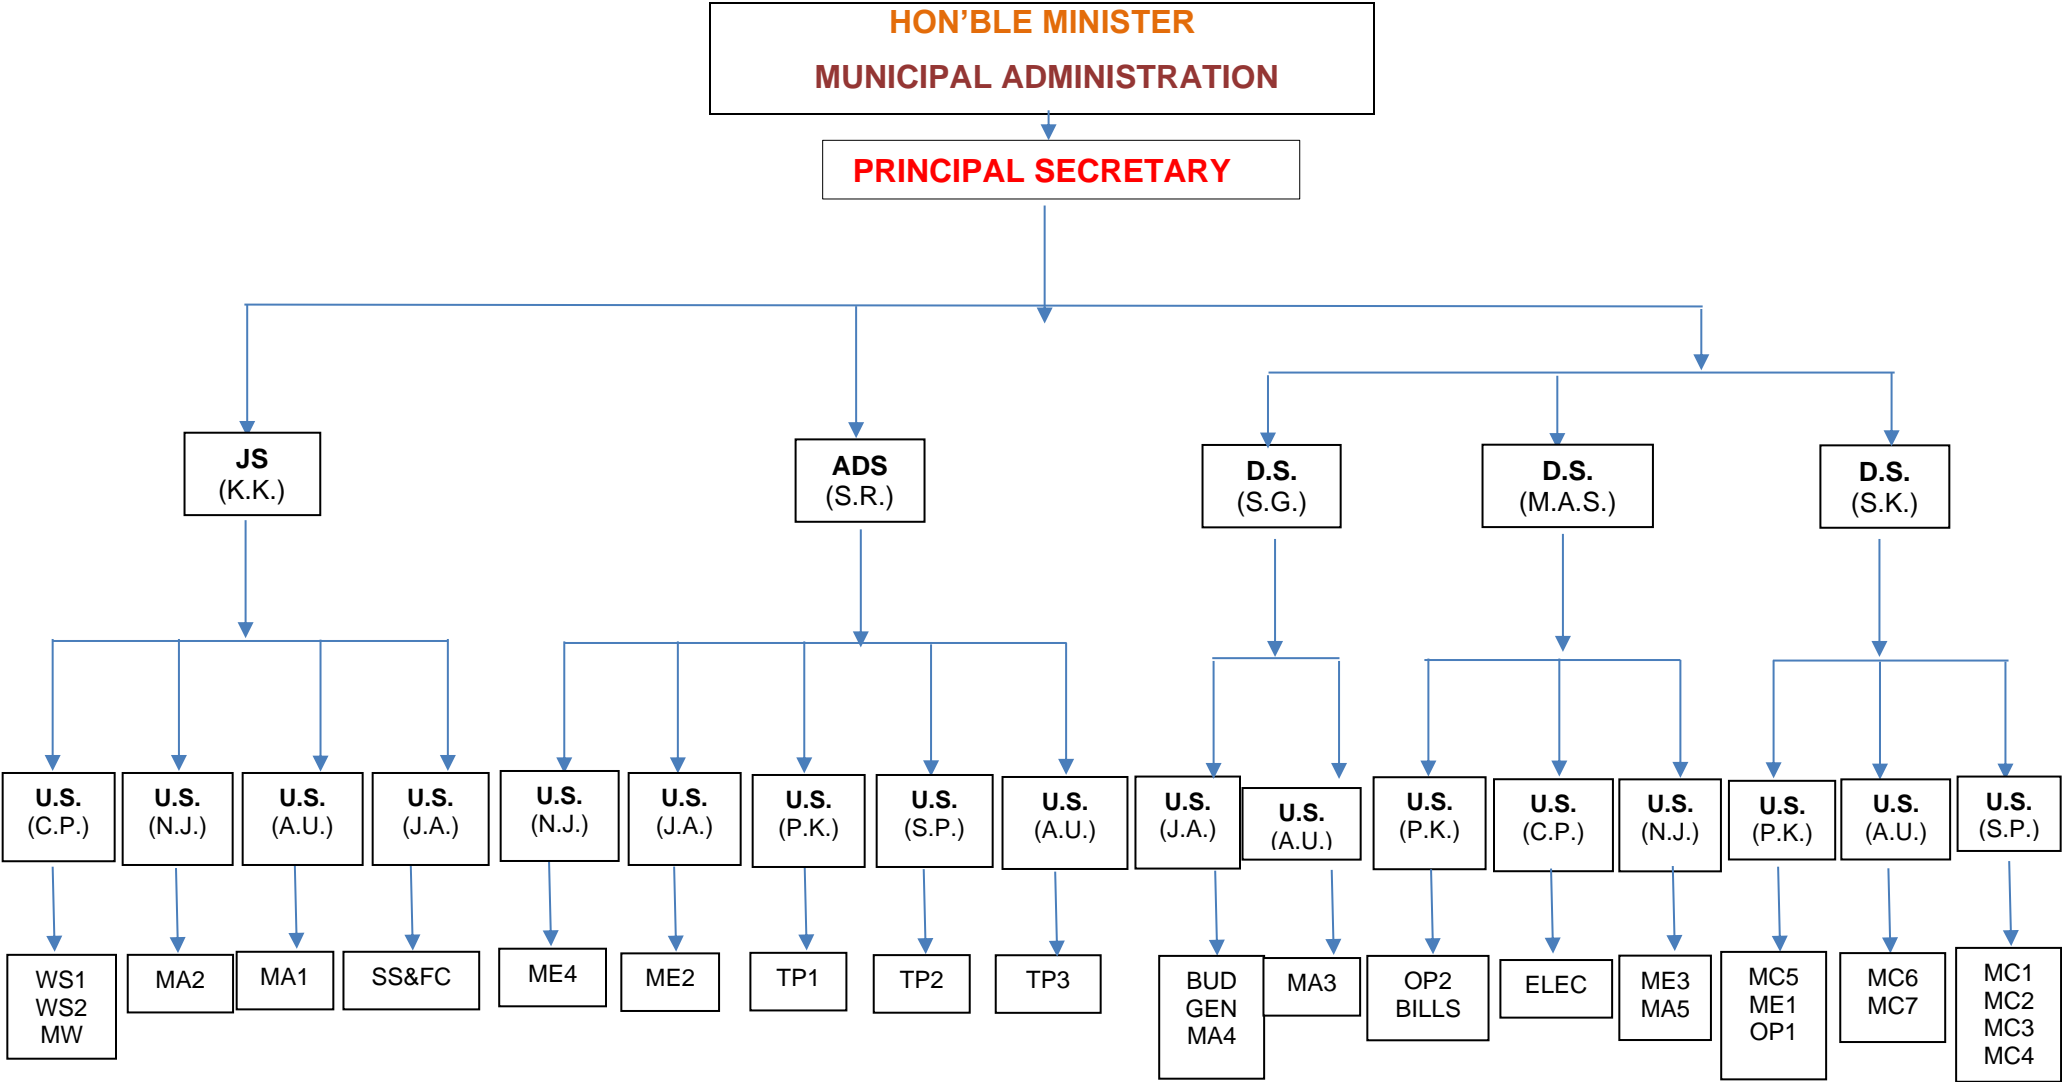 HON’BLE MINISTER
MUNICIPAL ADMINISTRATION
PRINCIPAL SECRETARY
JS
(K.K.)
ADS
(S.R.)
D.S.
(S.G.)
D.S.
(M.A.S.)
D.S.
(S.K.)
U.S.
(C.P.)
U.S.
(N.J.)
U.S.
(A.U.)
U.S.
(J.A.)
U.S.
(N.J.)
U.S.
(J.A.)
U.S.
(P.K.)
U.S.
(S.P.)
U.S.
(A.U.)
U.S.
(J.A.)
U.S.
(A.U.)
U.S.
(P.K.)
U.S.
(C.P.)
U.S.
(N.J.)
U.S.
(P.K.)
U.S.
(A.U.)
U.S.
(S.P.)
WS1
WS2
MW
MA2
MA1
SS&FC
ME4
ME2
TP1
TP2
TP3
BUD
GEN
MA4
MA3
OP2
BILLS
ELEC
ME3
MA5
MC5
ME1
OP1
MC6
MC7
MC1
MC2
MC3
MC4